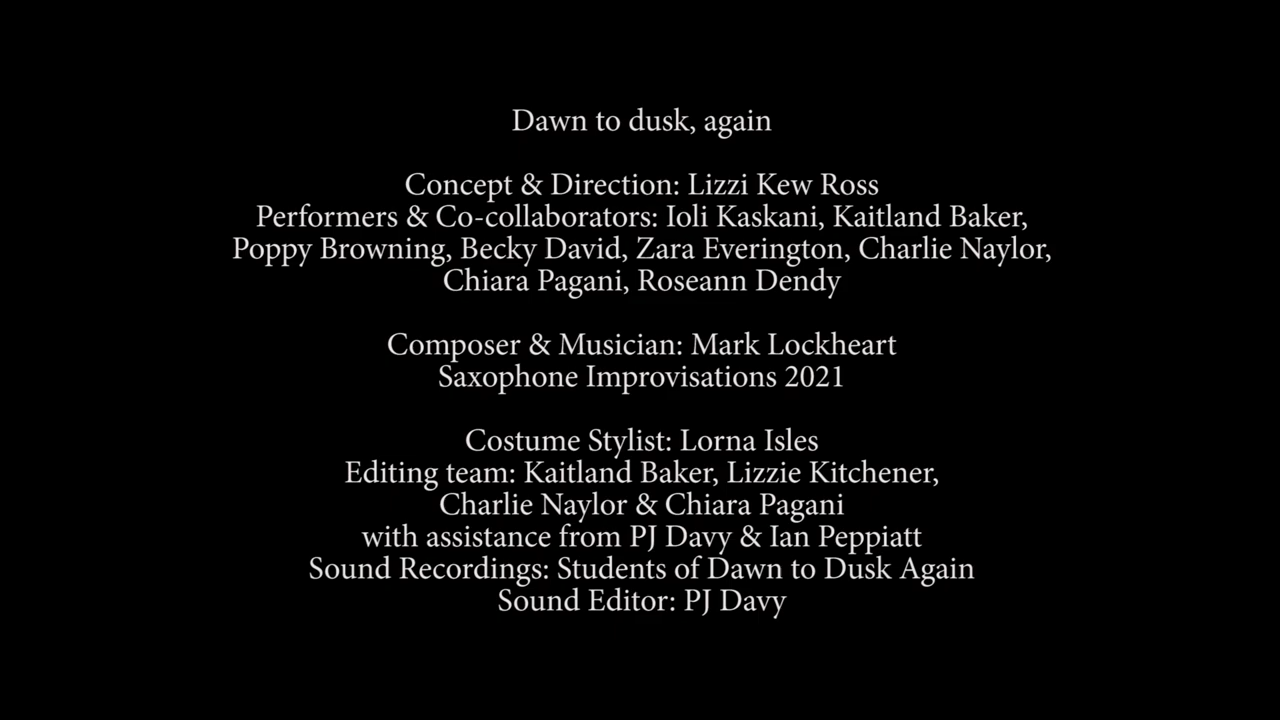 Dawn to dusk, again
Concept & Direction: Lizzi Kew Ross
Performers & Co-collaborators: Ioli Kaskani, Kaitland Baker,
Poppy Browning, Becky David, Zara Everington, Charlie Naylor,
Chiara Pagani, Roseann Dendy
Composer & Musician: Mark Lockheart
Saxophone Improvisations 2021
Costume Stylist: Lorna Isles
Editing team: Kaitland Baker, Lizzie Kitchener,
Charlie Naylor & Chiara Pagani
with assistance from PJ Davy & Ian Peppiatt
Sound Recordings: Students of Dawn to Dusk Again
Sound Editor: PJ Davy